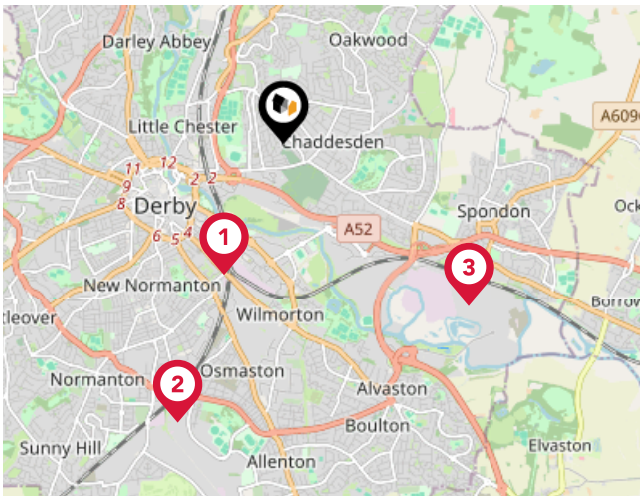 Darley Abbey
Oakwood
A609
Little Chester
Chaddesden
11
12
9
2
2
2
8
Derby
6
5
4
1
A52
Spondon
Ock
3
New Normanton
Borrow
tleover
Wilmorton
2
Osmaston
Normanton
Alvaston
Boulton
Sunny Hill
Elvaston
Allenton